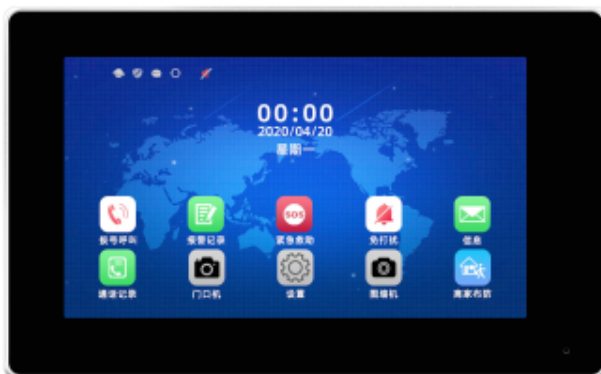 00:00
2020/04/20
星期一
SOS
拨号呼叫
报警记录
紧急救助
免打扰
信息
通话记录
门口机
设置
围墙机
离家布防